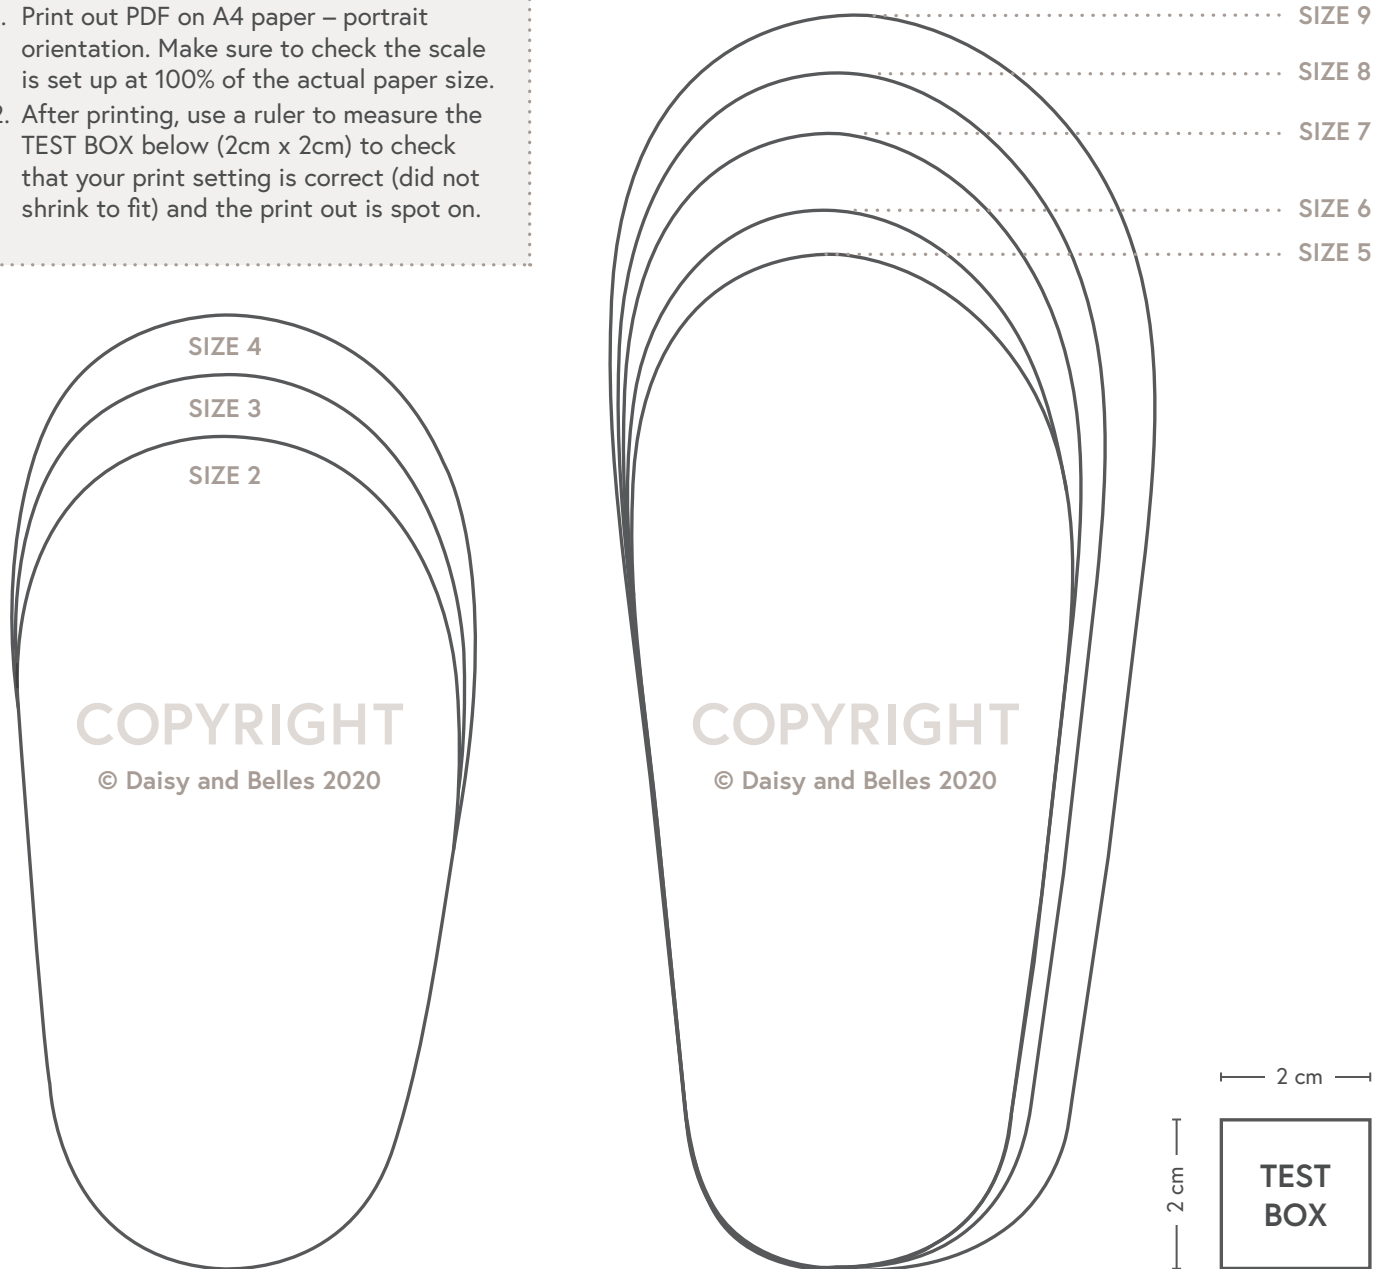 . Print out PDF on A4 paper – portrait
orientation. Make sure to check the scale
is set up at 100% of the actual paper size.
2. After printing, use a ruler to measure the
TEST BOX below (2cm x 2cm) to check
that your print setting is correct (did not
shrink to fit) and the print out is spot on.
SIZE 9
SIZE 8
SIZE 7
SIZE 6
SIZE 5
SIZE 4
SIZE 3
SIZE 2
COPYRIGHT
© Daisy and Belles 2020
COPYRIGHT
© Daisy and Belles 2020
2 cm
2 cm
TEST
BOX